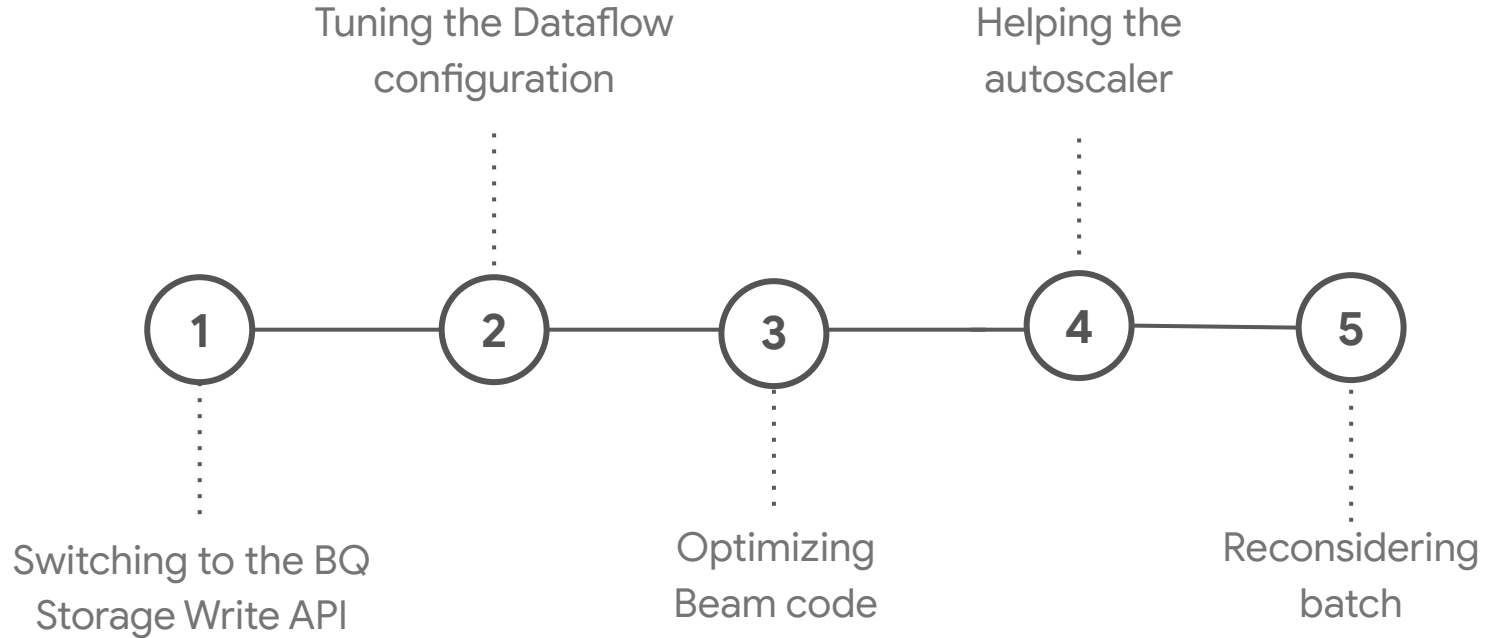 Tuning the Dataflow
configuration
Helping the
autoscaler
1
2
3
4
5
Switching to the BQ
Storage Write API
Optimizing
Beam code
Reconsidering
batch